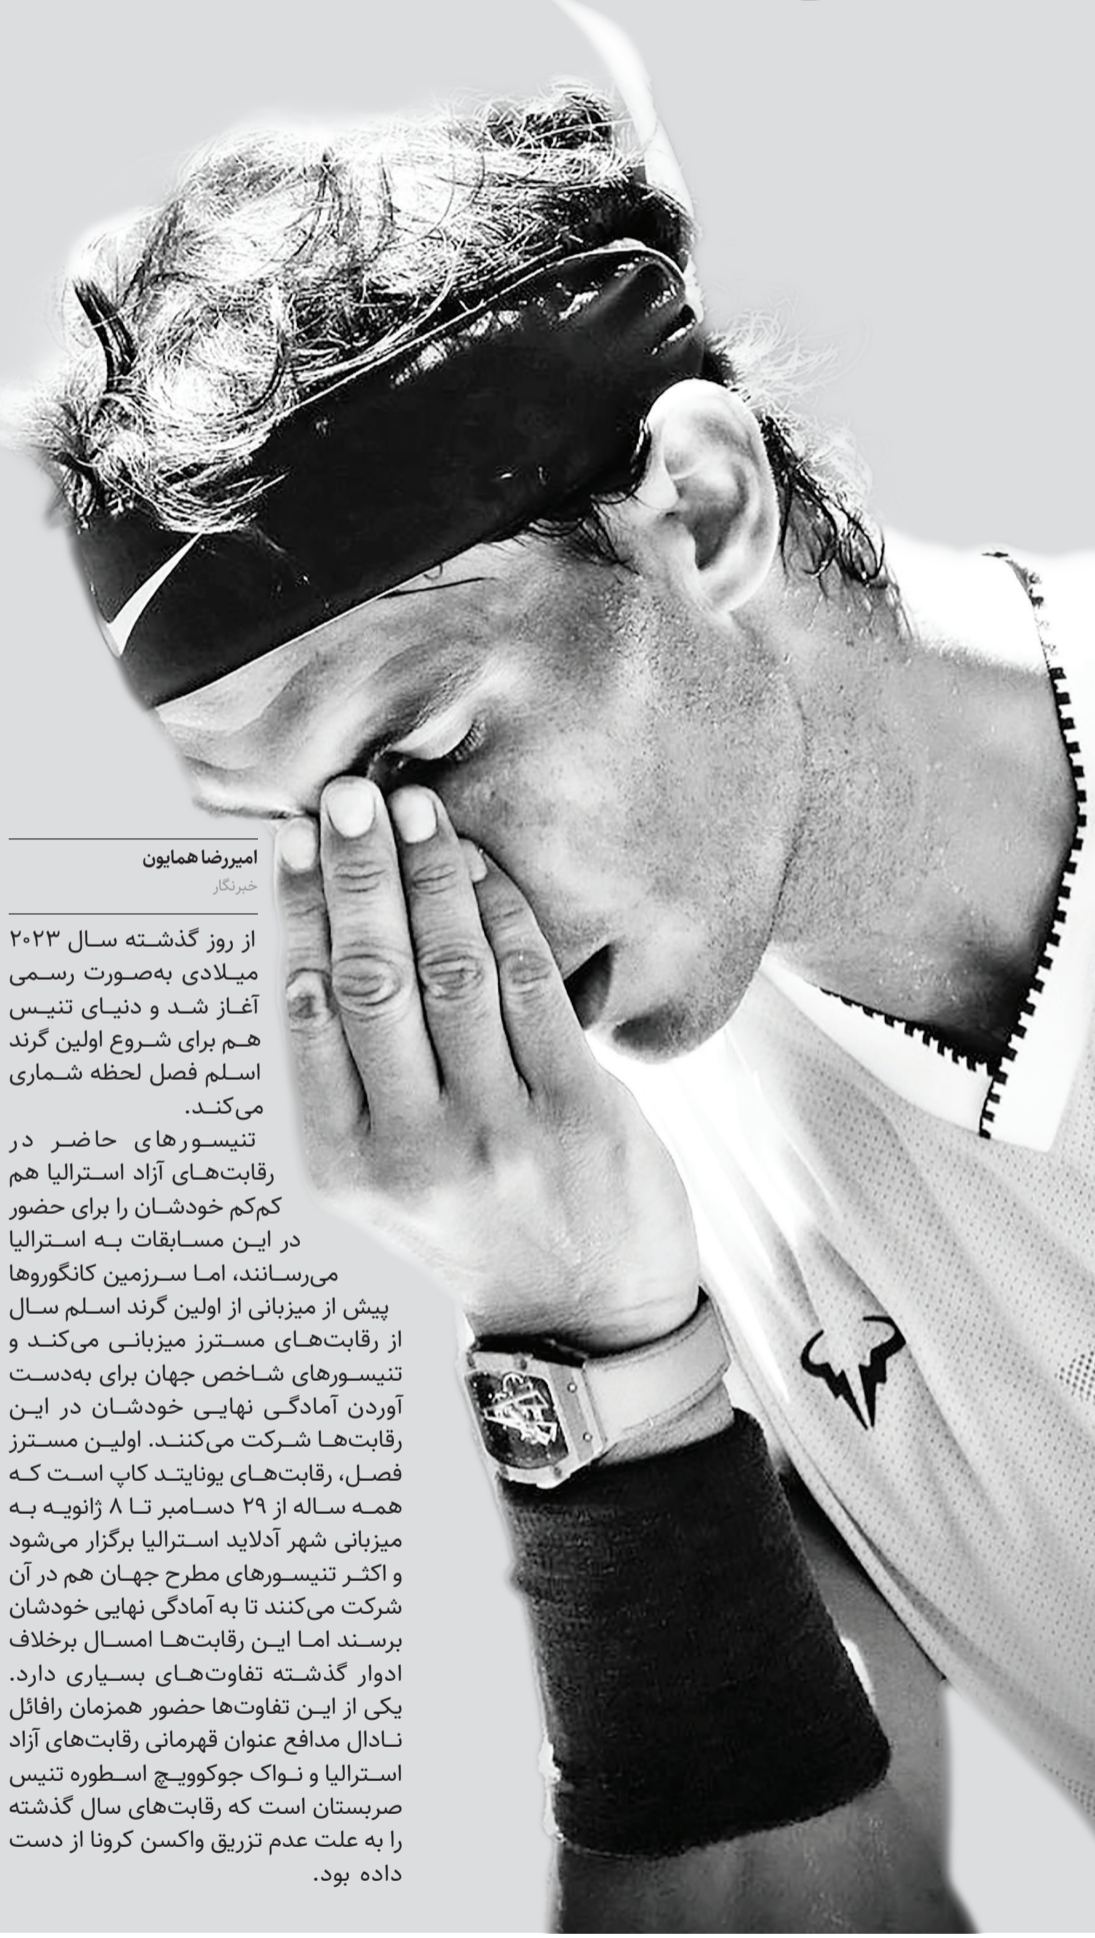 امیررضا همایون
خبرنگار
از روز گذشته سال ۲۰۲۳
میلادی به‌صورت رسمی
آغاز شد و دنیای تنیس
هم برای شروع اولین گرند
اسلم فصل لحظه شماری
می‌کند.
تنیسورهای حاضر در
رقابت‌های آزاد استرالیا هم
کم‌کم خودشان را برای حضور
در این مسابقات به استرالیا
می‌رسانند، اما سرزمین کانگوروها
پیش از میزبانی از اولین گرند اسلم سال
از رقابت‌های مسترز میزبانی می‌کند و
تنیسورهای شاخص جهان برای به‌دست
آوردن آمادگی نهایی خودشان در این
رقابت‌ها شرکت می‌کنند. اولین مسترز
فصل، رقابت‌های یونایتد کاپ است که
همه ساله از ۲۹ دسامبر تا ۸ ژانویه به
میزبانی شهر آدلاید استرالیا برگزار می‌شود
و اکثر تنیسورهای مطرح جهان هم در آن
شرکت می‌کنند تا به آمادگی نهایی خودشان
برسند اما این رقابت‌ها امسال برخلاف
ادوار گذشته تفاوت‌های بسیاری دارد.
یکی از این تفاوت‌ها حضور همزمان رافائل
نادال مدافع عنوان قهرمانی رقابت‌های آزاد
استرالیا و نواک جوکوویچ اسطوره تنیس
صربستان است که رقابت‌های سال گذشته
را به علت عدم تزریق واکسن کرونا از دست
داده بود.